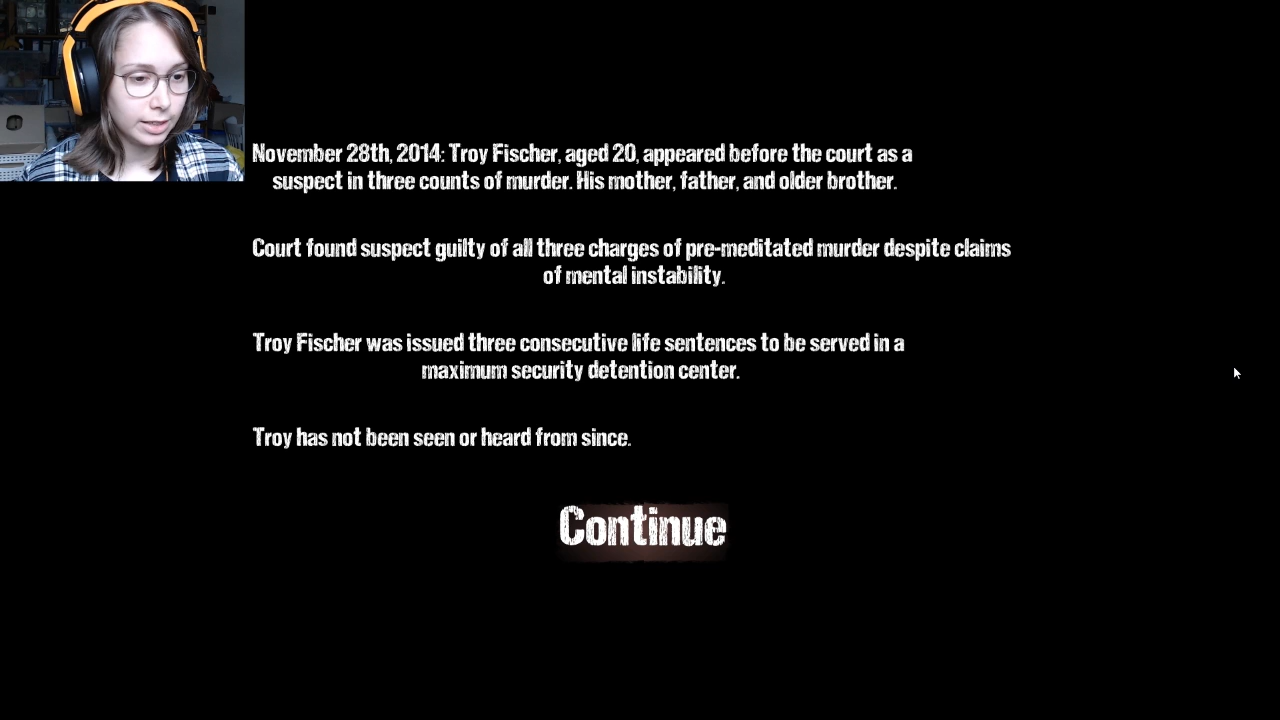 November 28th, 2014: Troy Fischer, aged 20, appeared before the court as a
suspect in three counts of murder. His mother, father, and older brother.
Court found suspect guilty of all three charges of pre-meditated murder despite claims
of mental instability.
Troy Fischer was issued three consecutive life sentences to be served in a
maximum security detention center.
Troy has not been seen or heard from since.
Continue